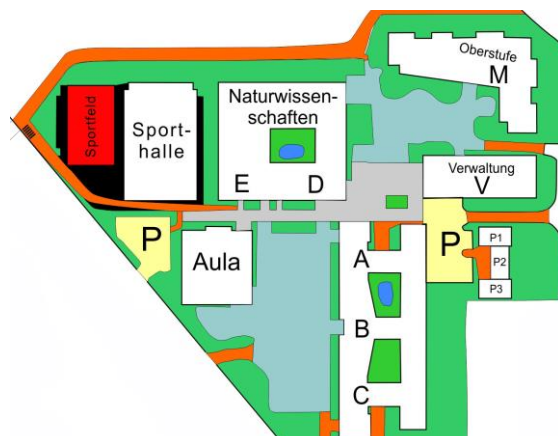 Oberstufe
M
Naturwissen-
schaften
Sportfeld
Sport-
halle
Verwaltung
V
E
D
P
Aula
A
P
P1
P2
P3
B
C